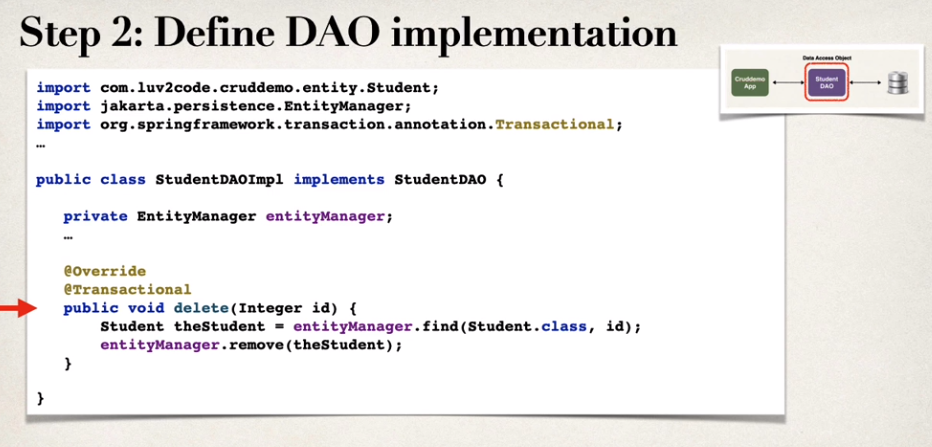 Step 2: Define DAO implementation
Data Access Object
Cruddemo
App
Student
DAO
import com.luv2code.cruddemo.entity.Student;
import jakarta.persistence.EntityManager;
import org.springframework.transaction.annotation.Transactional;
…
public class StudentDAOImpl implements StudentDAO {
private EntityManager entityManager;
…
@Override
@Transactional
public void delete(Integer id) {
Student theStudent = entityManager.find(Student.class, id);
entityManager.remove(theStudent);
}
}